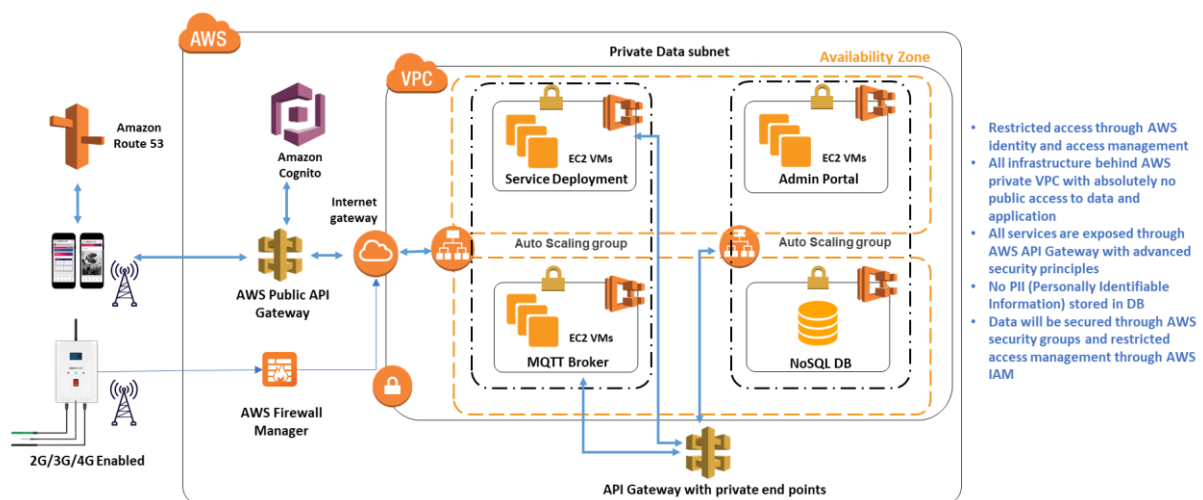 AWS
Private Data subnet
Availability Zone
VPC
Amazon
Route 53
Amazon
Cognito
EC2 VMs
Service Deployment
EC2 VMs
Admin Portal
Internet
gateway
Auto Scaling group
Auto Scaling group
AWS Public API
Gateway
EC2 VMs
MQTT Broker
NoSQL DB
AWS Firewall
Manager
2G/3G/4G Enabled
API Gateway with private end points
• Restricted access through AWS
identity and access management
• All infrastructure behind AWS
private VPC with absolutely no
public access to data and
application
• All services are exposed through
AWS API Gateway with advanced
security principles
• No PII (Personally Identifiable
Information) stored in DB
• Data will be secured through AWS
security groups and restricted
access management through AWS
IAM